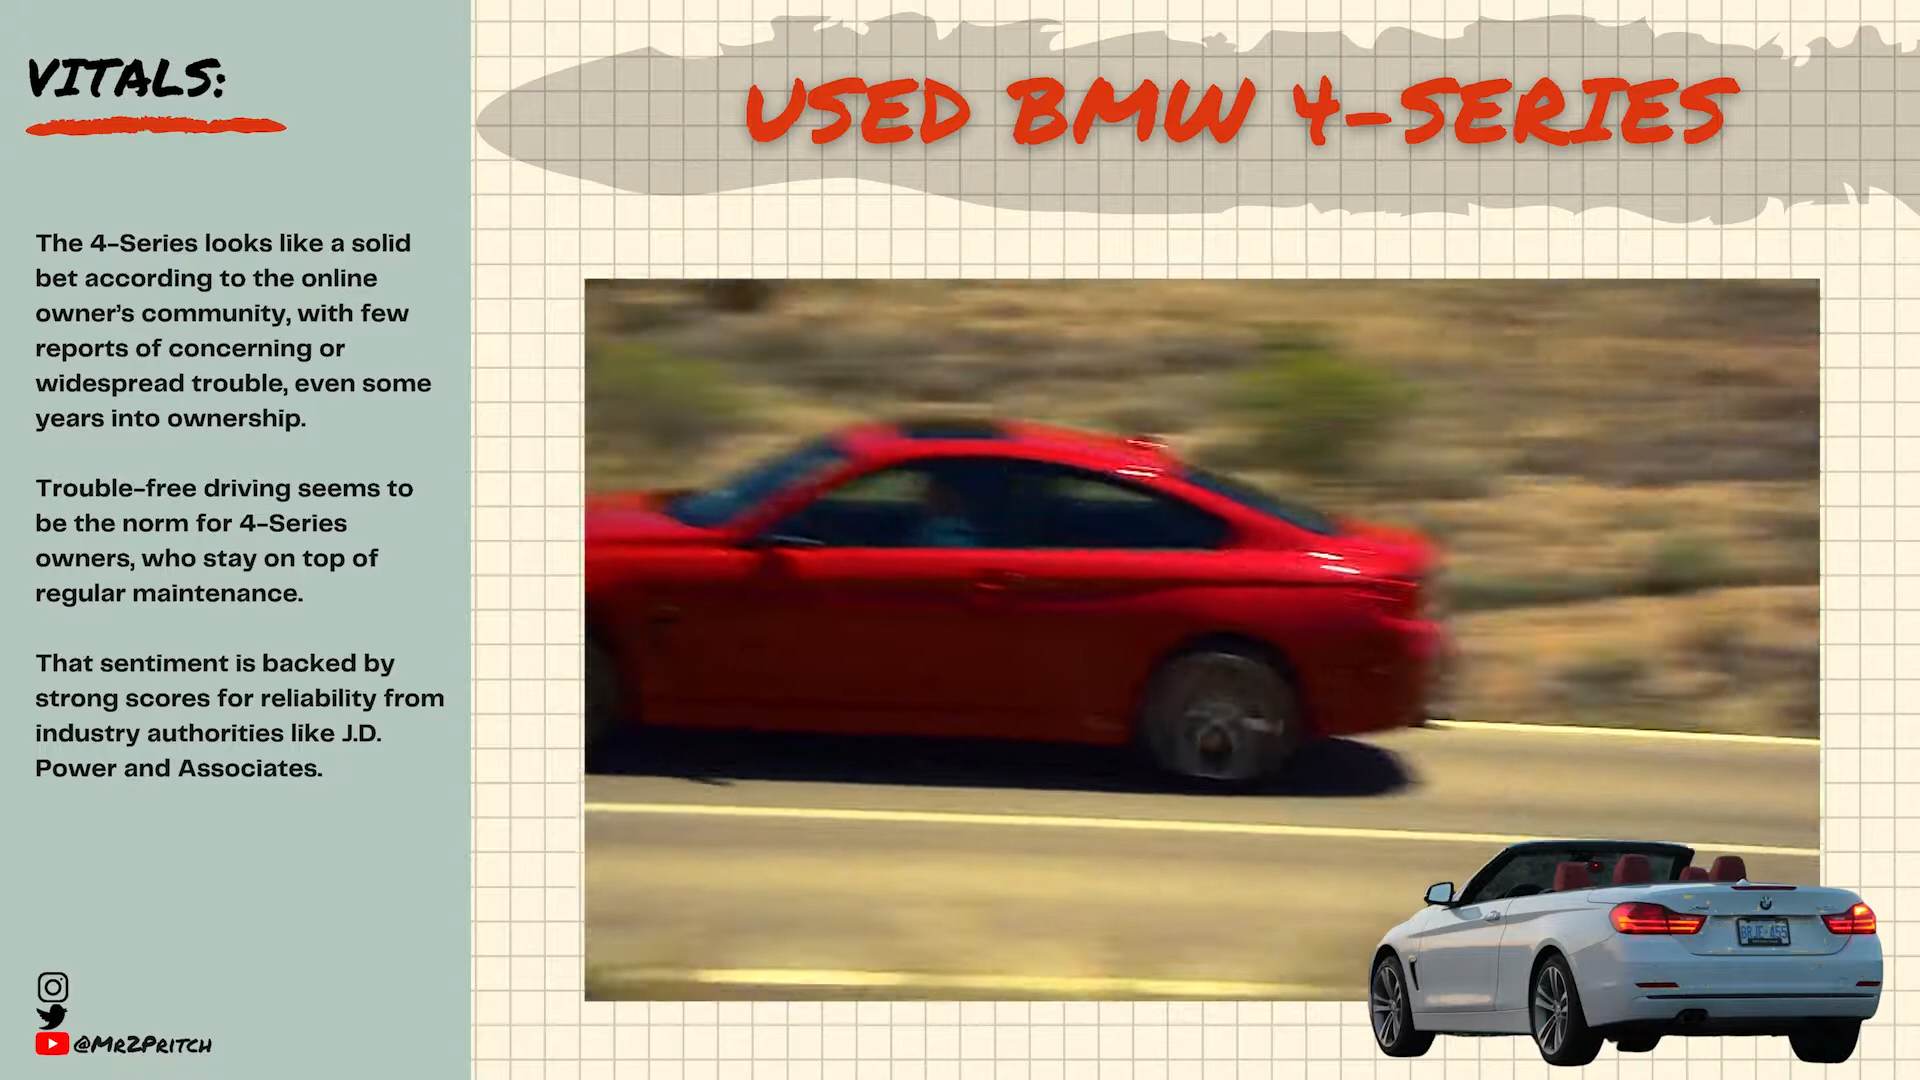 VITALS:
USED BMW 4-SERIES
The 4-Series looks like a solid
bet according to the online
owner's community, with few
reports of concerning or
widespread trouble, even some
years into ownership.
Trouble-free driving seems to
be the norm for 4-Series
owners, who stay on top of
regular maintenance.
That sentiment is backed by
strong scores for reliability from
industry authorities like J.D.
Power and Associates.
@MR2PRITCH